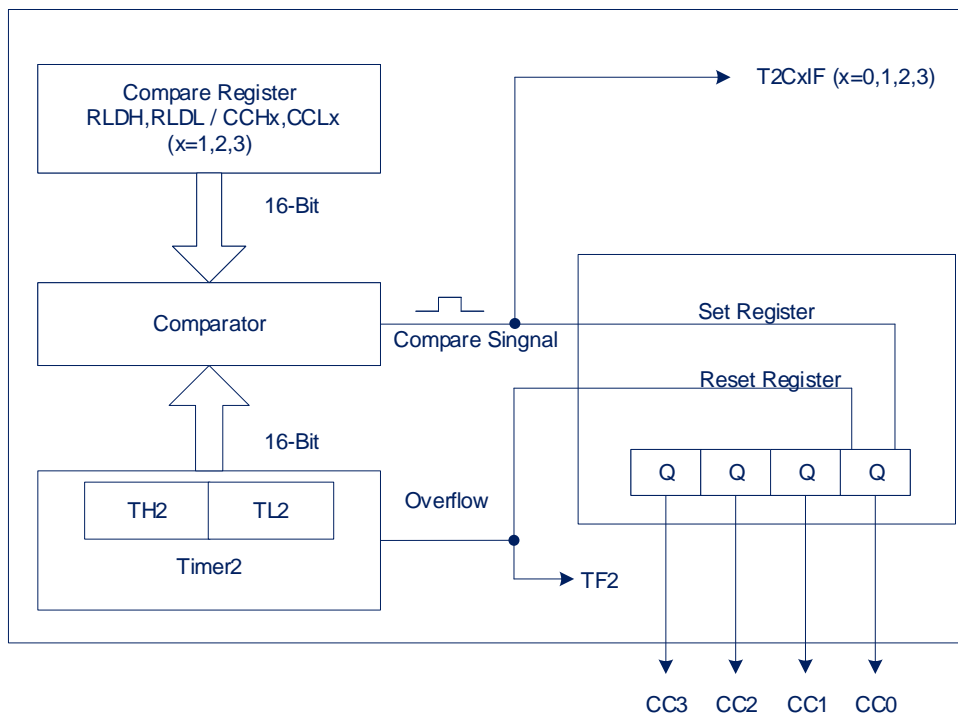 Compare Register
RLDH,RLDL / CCHx,CCLx
(x=1,2,3)
T2CxIF (x=0,1,2,3)
16-Bit
Comparator
Compare Singnal
Set Register
Reset Register
16-Bit
TH2
TL2
Timer2
Overflow
TF2
Q
Q
Q
Q
CC3
CC2
CC1
CC0